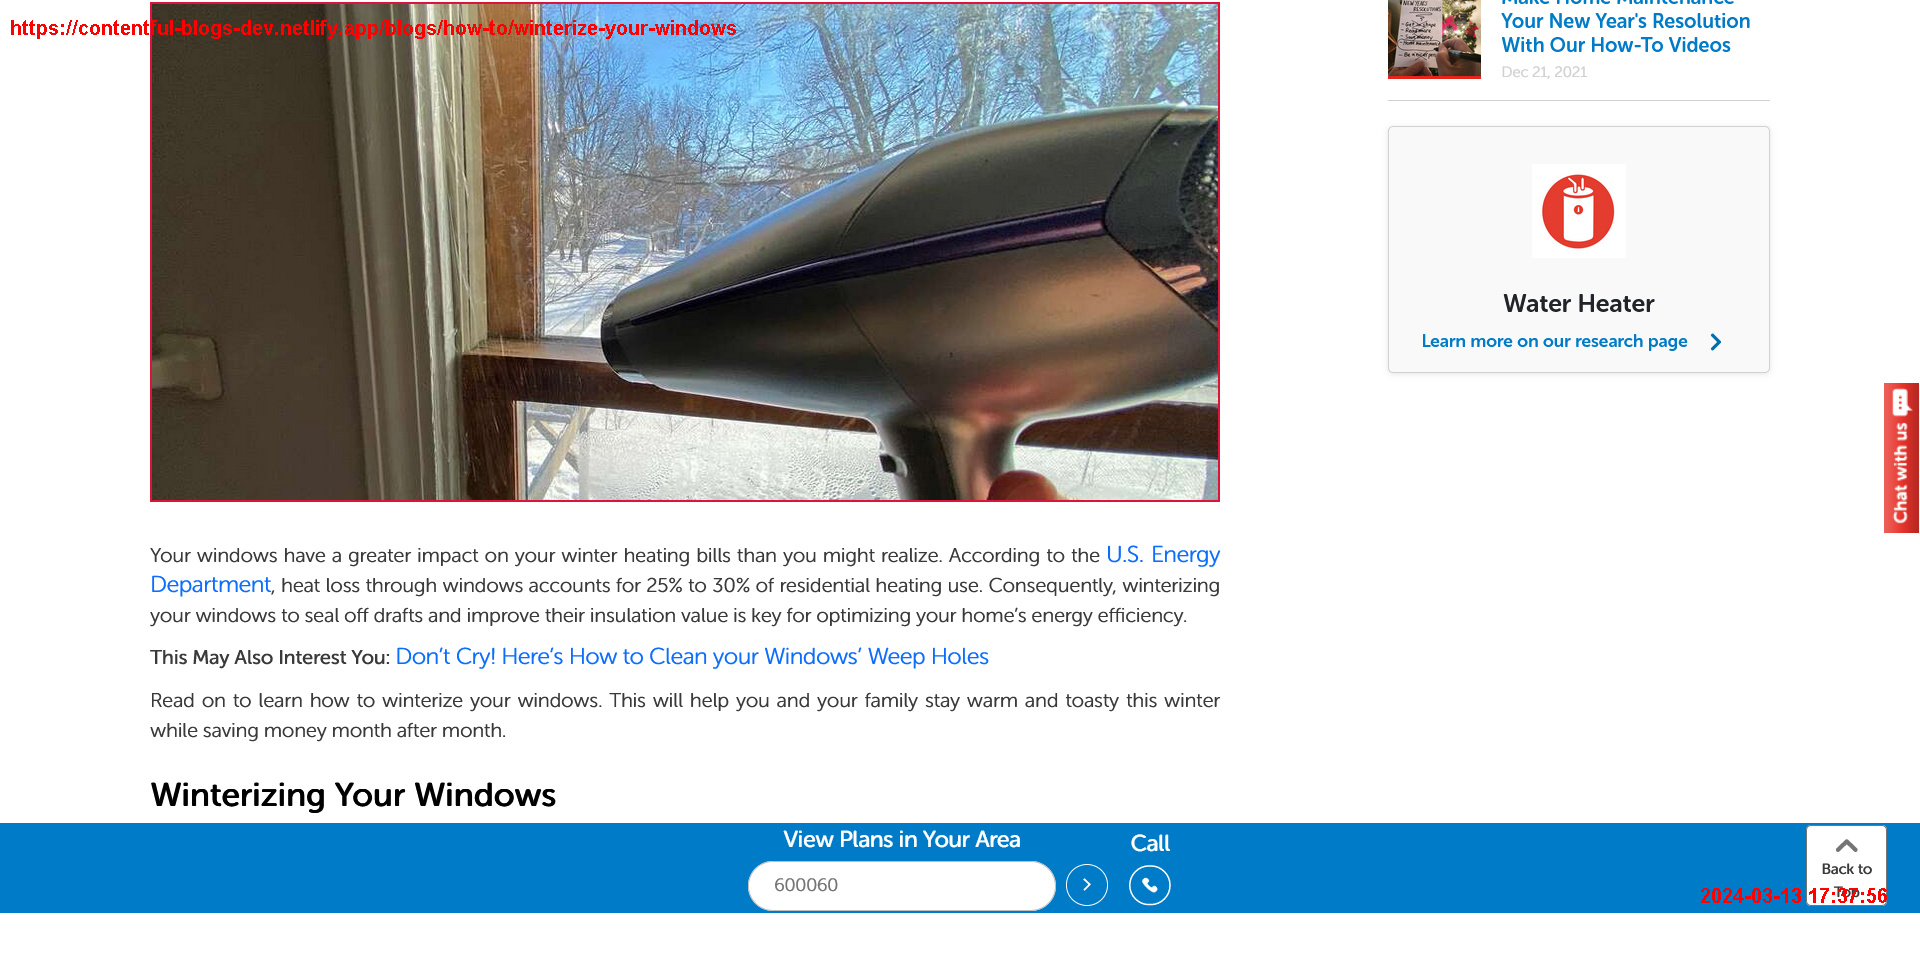 https://contentful-blogs-dev.netlify.app/blogs/how-to/winterize-your-windows
Make Home Maintenance
Your New Year's Resolution
With Our How-To Videos
Dec 21, 2021
Water Heater
Learn more on our research page
Chat with us
Your windows have a greater impact on your winter heating bills than you might realize. According to the U.S. Energy
Department, heat loss through windows accounts for 25% to 30% of residential heating use. Consequently, winterizing
your windows to seal off drafts and improve their insulation value is key for optimizing your home’s energy efficiency.
This May Also Interest You: Don’t Cry! Here’s How to Clean your Windows’ Weep Holes
Read on to learn how to winterize your windows. This will help you and your family stay warm and toasty this winter
while saving money month after month.
Winterizing Your Windows
View Plans in Your Area
600060
Call
Back to
Top
2024-03-13 17:37:56